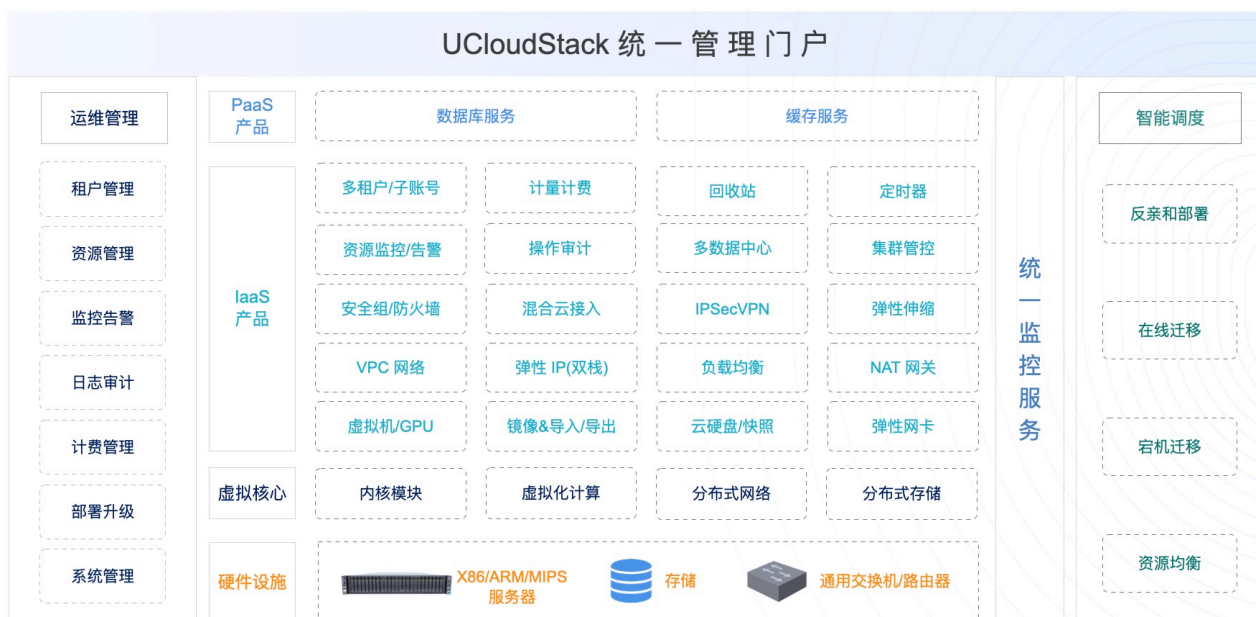 UCloudStack 统一管理门户
运维管理
租户管理
资源管理
监控告警
日志审计
计费管理
部署升级
系统管理
PaaS
产品
数据库服务
缓存服务
IaaS
产品
多租户/子账号
计量计费
回收站
定时器
资源监控/告警
操作审计
多数据中心
集群管控
安全组/防火墙
混合云接入
IPSecVPN
弹性伸缩
VPC 网络
弹性 IP(双栈)
负载均衡
NAT 网关
虚拟机/GPU
镜像&导入/导出
云硬盘/快照
弹性网卡
虚拟核心
内核模块
虚拟化计算
分布式网络
分布式存储
硬件设施
X86/ARM/MIPS
服务器
存储
通用交换机/路由器
统一监控服务
智能调度
反亲和部署
在线迁移
宕机迁移
资源均衡